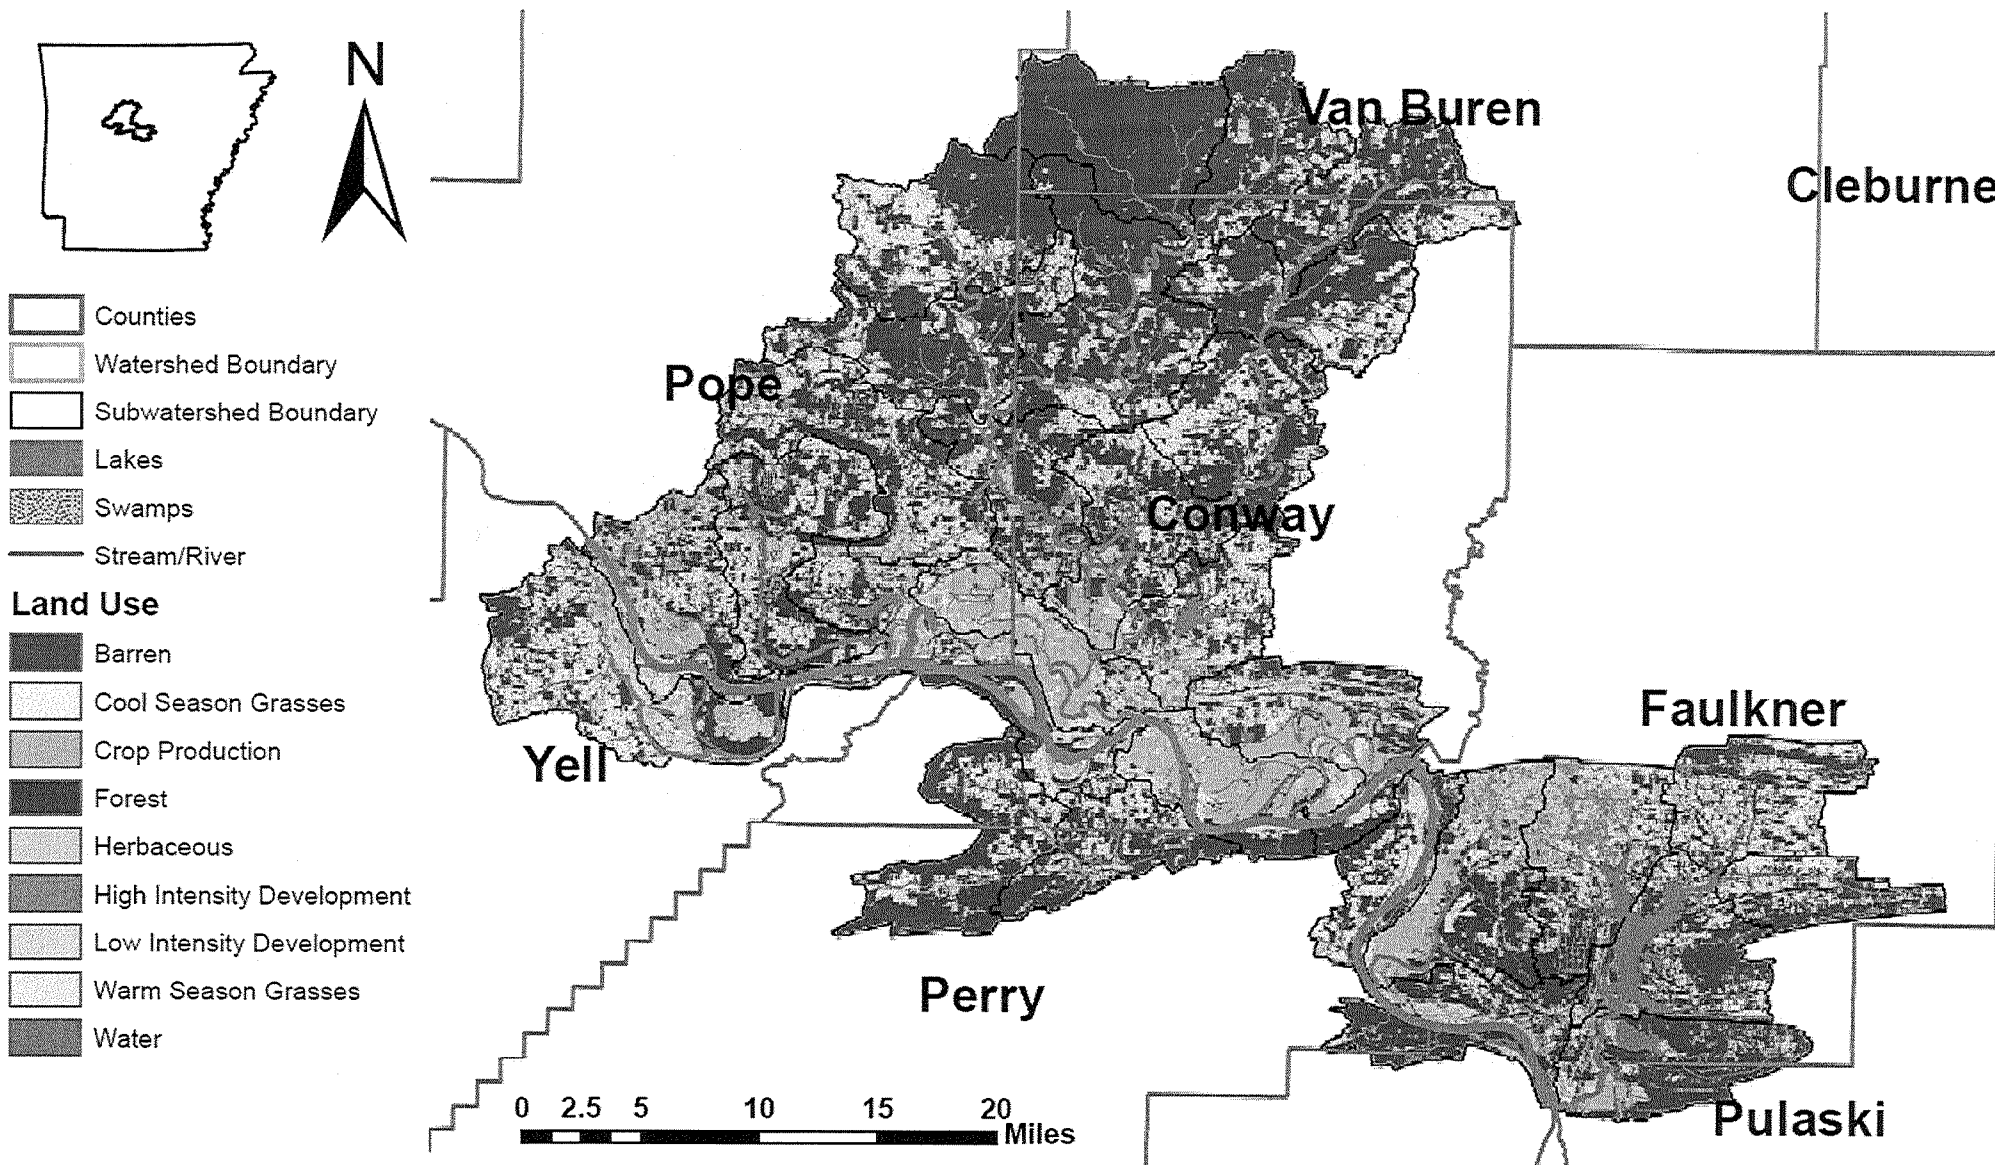 N
Counties
Watershed Boundary
Subwatershed Boundary
Lakes
Swamps
Stream/River
Land Use
Barren
Cool Season Grasses
Crop Production
Forest
Herbaceous
High Intensity Development
Low Intensity Development
Warm Season Grasses
Water
Van Buren
Cleburne
Pope
Conway
Yell
Faulkner
Perry
Pulaski
0 2.5 5 10 15 20
Miles